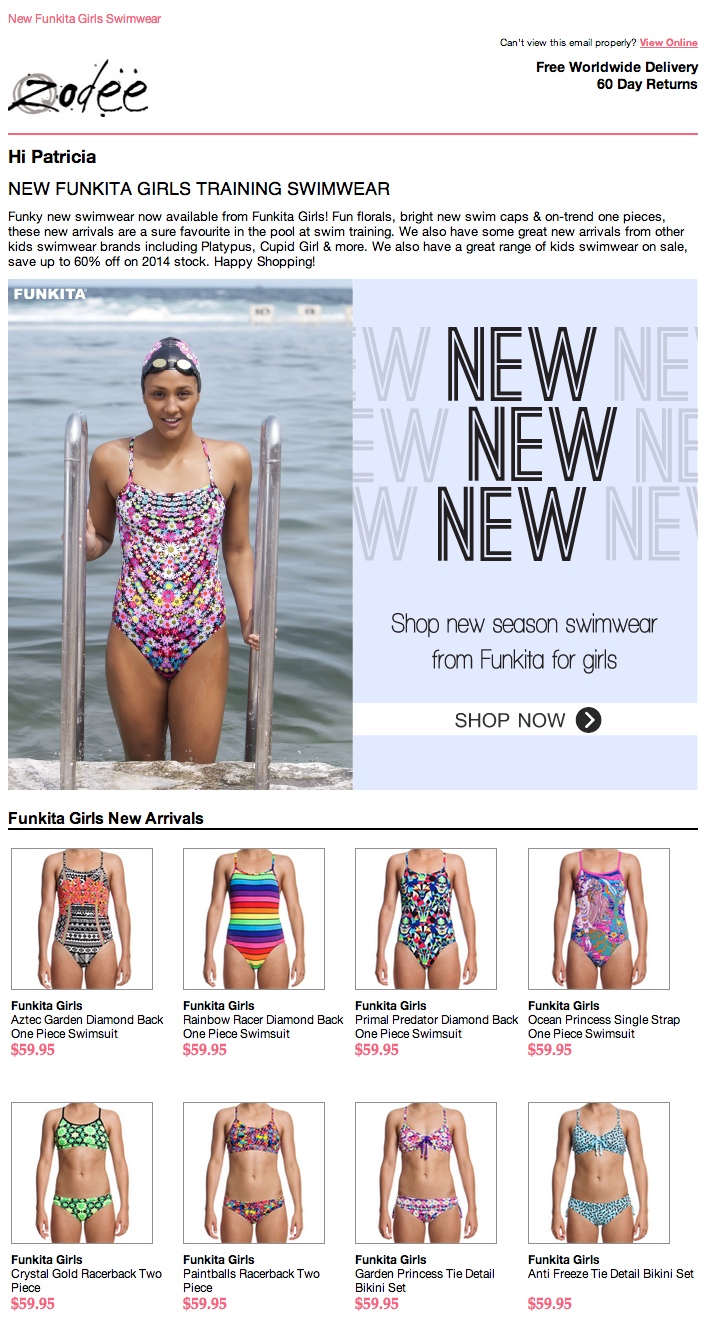 New Funkita Girls Swimwear
Can't view this email properly? View Online
zodëë
Free Worldwide Delivery
60 Day Returns
Hi Patricia
NEW FUNKITA GIRLS TRAINING SWIMWEAR
Funky new swimwear now available from Funkita Girls! Fun florals, bright new swim caps & on-trend one pieces,
these new arrivals are a sure favourite in the pool at swim training. We also have some great new arrivals from other
kids swimwear brands including Platypus, Cupid Girl & more. We also have a great range of kids swimwear on sale,
save up to 60% off on 2014 stock. Happy Shopping!
FUNKITA
10 9
EW NEW NE
EW NEW NE
W NEW NE
Shop new season swimwear
from Funkita for girls
SHOP NOW
Funkita Girls New Arrivals
Funkita Girls
Aztec Garden Diamond Back
One Piece Swimsuit
$59.95
Funkita Girls
Rainbow Racer Diamond Back
One Piece Swimsuit
$59.95
Funkita Girls
Primal Predator Diamond Back
One Piece Swimsuit
$59.95
Funkita Girls
Ocean Princess Single Strap
One Piece Swimsuit
$59.95
Funkita Girls
Crystal Gold Racerback Two
Piece
$59.95
Funkita Girls
Paintballs Racerback Two
Piece
$59.95
Funkita Girls
Garden Princess Tie Detail
Bikini Set
$59.95
Funkita Girls
Anti Freeze Tie Detail Bikini Set
$59.95